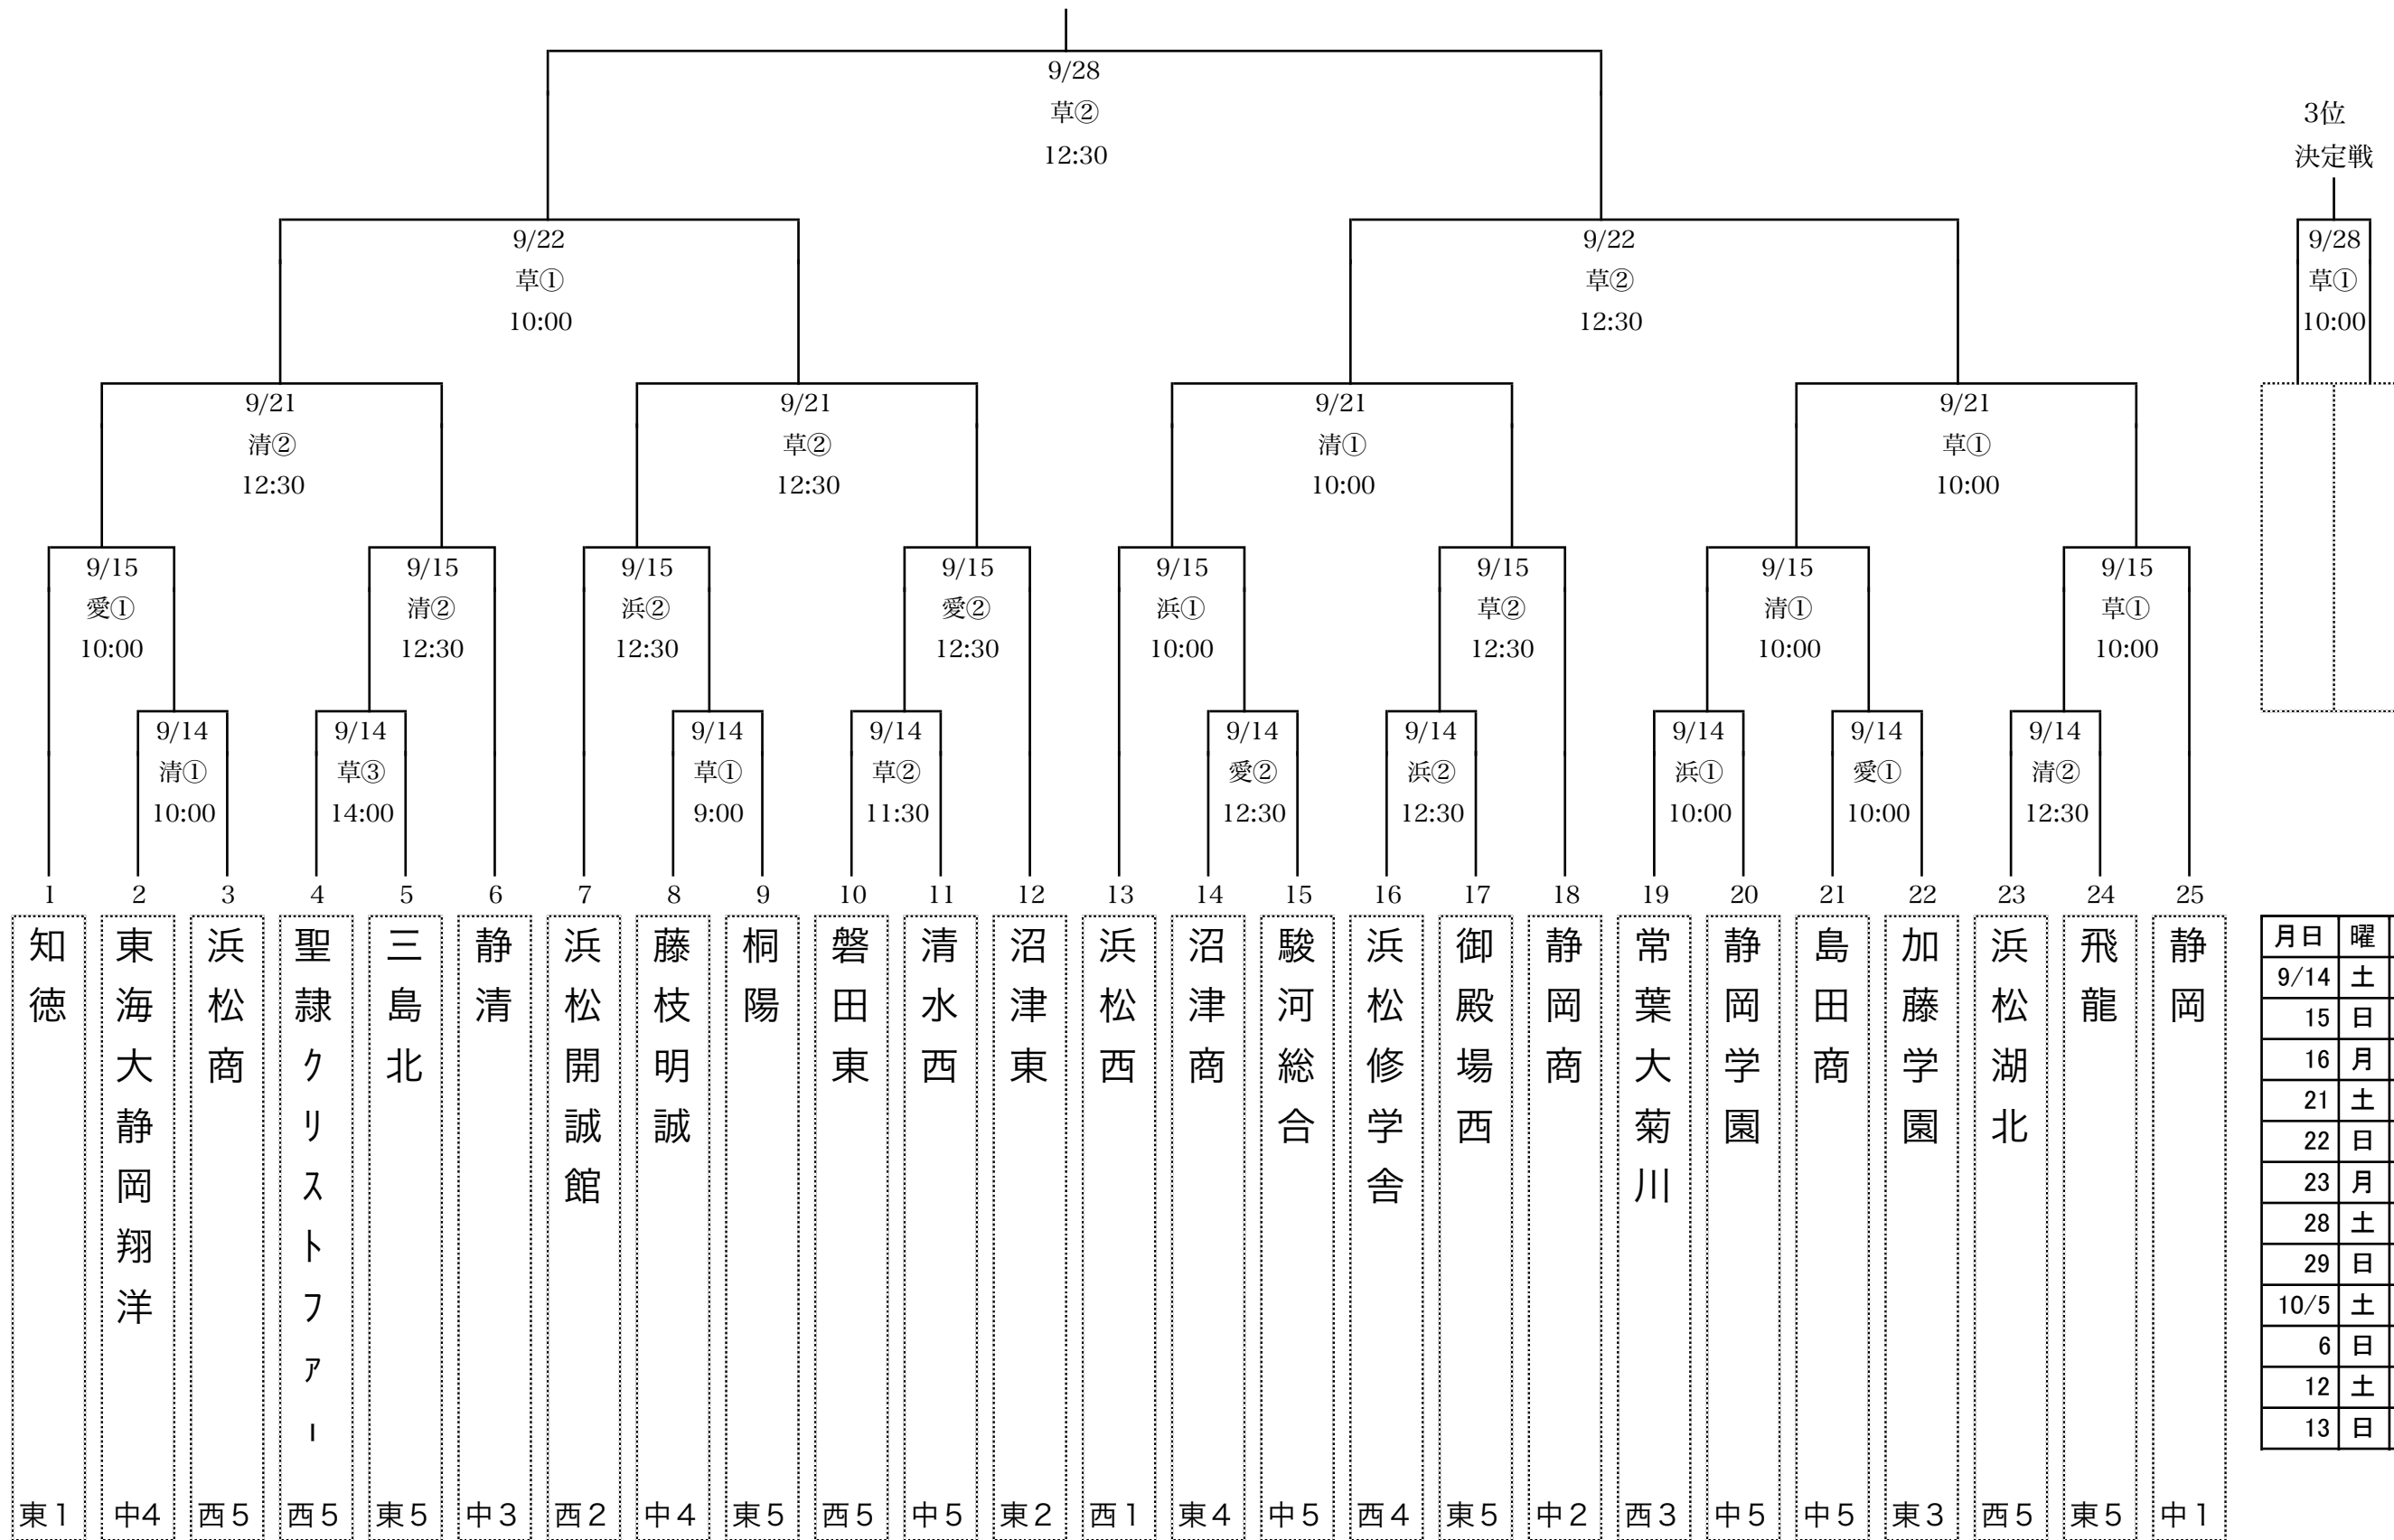 9/28
草②
12:30
3位
決定戦
9/22
草①
10:00
9/22
草②
12:30
9/28
草①
10:00
9/21
清②
12:30
9/21
草②
12:30
9/21
清①
10:00
9/21
草①
10:00
9/15
愛①
10:00
9/15
清②
12:30
9/15
浜②
12:30
9/15
愛②
12:30
9/15
浜①
10:00
9/15
草②
12:30
9/15
清①
10:00
9/15
草①
10:00
9/14
清①
10:00
9/14
草③
14:00
9/14
草①
9:00
9/14
草②
11:30
9/14
愛②
12:30
9/14
浜②
12:30
9/14
浜①
10:00
9/14
愛①
10:00
9/14
清②
12:30
1
知徳
東1
2
東海大静岡翔洋
中4
3
浜松商
西5
4
聖隷クリストファー
西5
5
三島北
東5
6
静清
中3
7
浜松開誠館
西2
8
藤枝明誠
中4
9
桐陽
東5
10
磐田東
西5
11
清水西
中5
12
沼津東
東2
13
浜松西
西1
14
沼津商
東4
15
駿河総合
中5
16
浜松修学舎
西4
17
御殿場西
東5
18
静岡商
中2
19
常葉大菊川
西3
20
静岡学園
中5
21
島田商
中5
22
加藤学園
東3
23
浜松湖北
西5
24
飛龍
東5
25
静岡
中1
月日 曜
9/14 土
15 日
16 月
21 土
22 日
23 月
28 土
29 日
10/5 土
6 日
12 土
13 日